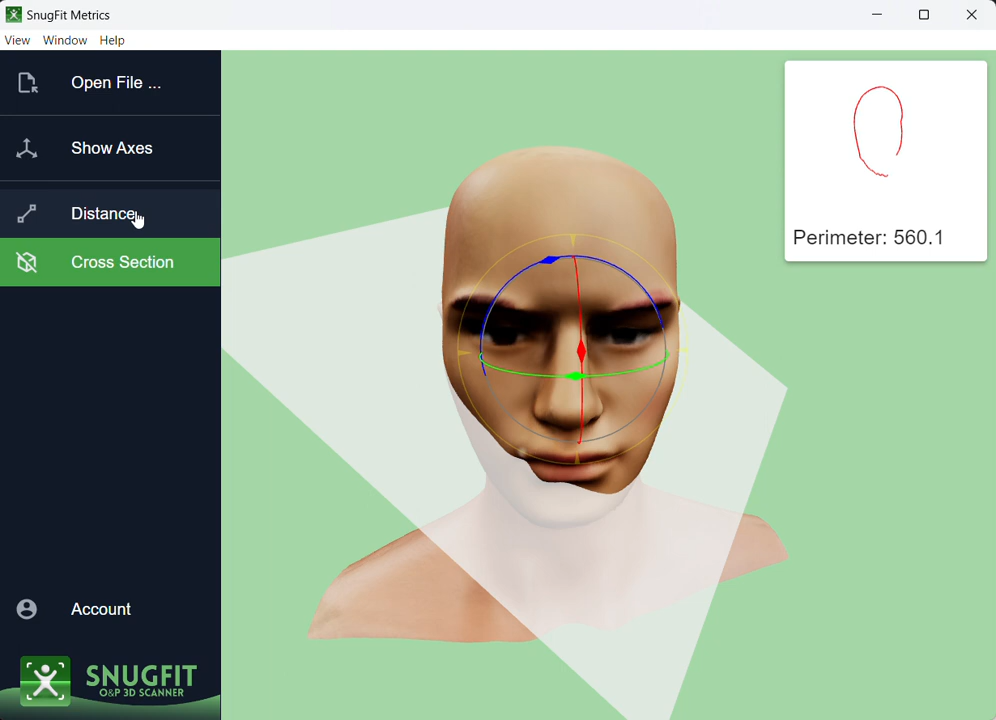 SnugFit Metrics
View Window Help
Open File ...
Show Axes
Distance
Cross Section
Perimeter: 560.1
Account
SNUGFIT
O&P 3D SCANNER